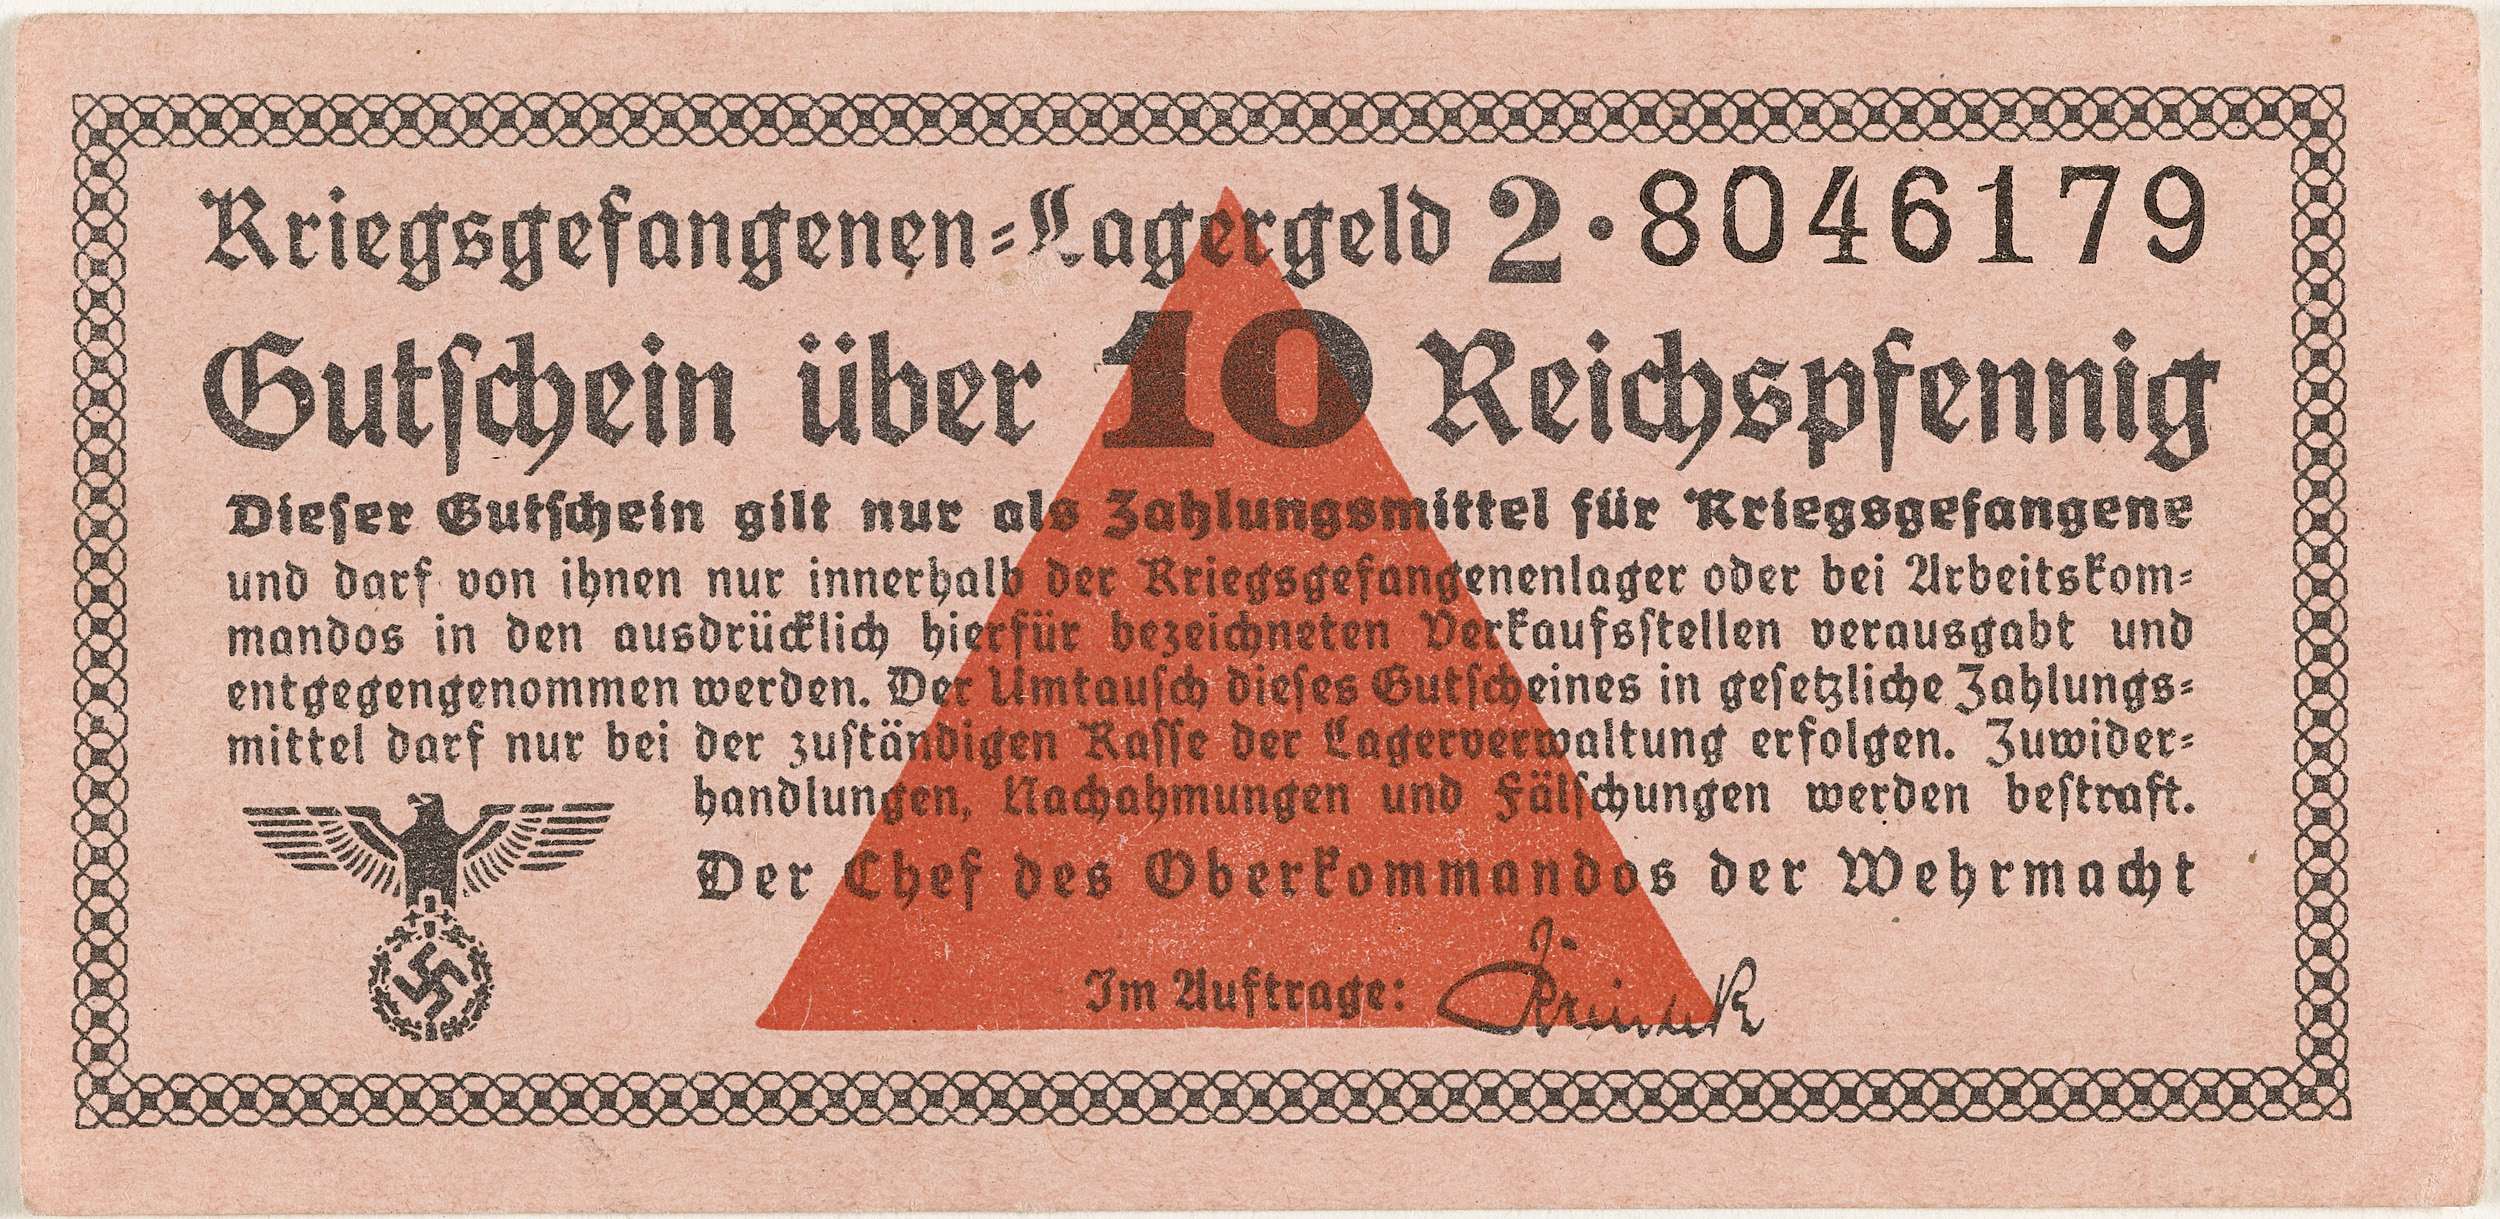 Kriegsgefangenen=Lagergeld 2·8046179
Gutschein über 10 Reichspfennig
Dieser Gutschein gilt nur als Zahlungsmittel für Kriegsgefangene
und darf von ihnen nur innerhalb der Kriegsgefangenenlager oder bei Arbeitskom=
mandos in den ausdrücklich hierfür bezeichneten Verkaufsstellen verausgabt und
entgegengenommen werden. Der Umtausch dieses Gutscheines in gesetzliche Zahlungs=
mittel darf nur bei der zuständigen Kasse der Lagerverwaltung erfolgen. Zuwider=
handlungen, Nachahmungen und Fälschungen werden bestraft.
Der Chef des Oberkommandos der Wehrmacht
Im Auftrage: